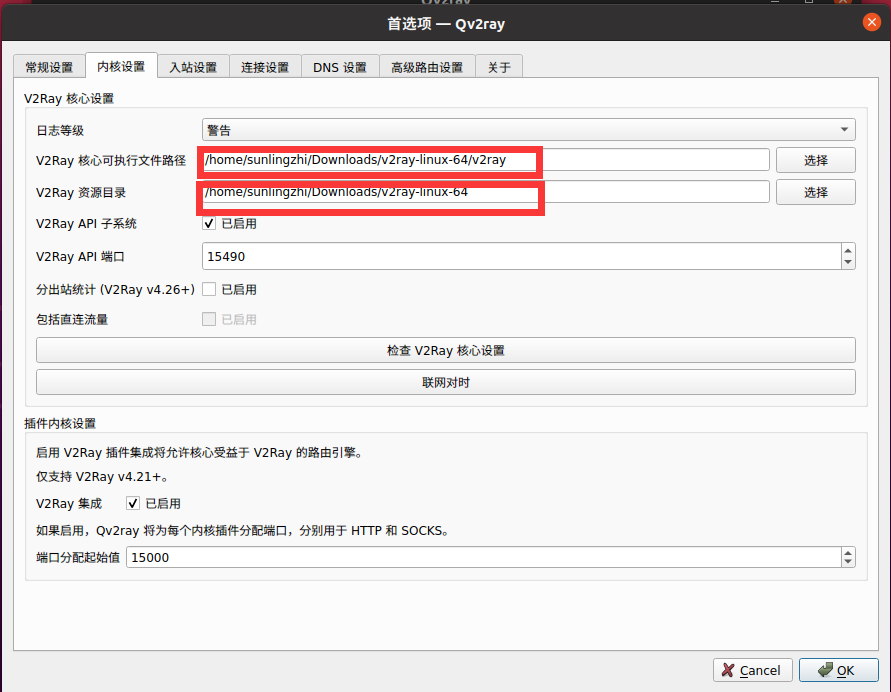 首选项 — Qv2ray
常规设置 内核设置 入站设置 连接设置 DNS 设置 高级路由设置 关于
V2Ray 核心设置
日志等级 警告
V2Ray 核心可执行文件路径 /home/sunlingzhi/Downloads/v2ray-linux-64/v2ray 选择
V2Ray 资源目录 /home/sunlingzhi/Downloads/v2ray-linux-64 选择
V2Ray API 子系统 已启用
V2Ray API 端口 15490
分出站统计 (V2Ray v4.26+) 已启用
包括直连流量 已启用
检查 V2Ray 核心设置
联网对时
插件内核设置
启用 V2Ray 插件集成将允许核心受益于 V2Ray 的路由引擎。
仅支持 V2Ray v4.21+。
V2Ray 集成 已启用
如果启用，Qv2ray 将为每个内核插件分配端口，分别用于 HTTP 和 SOCKS。
端口分配起始值 15000
Cancel OK